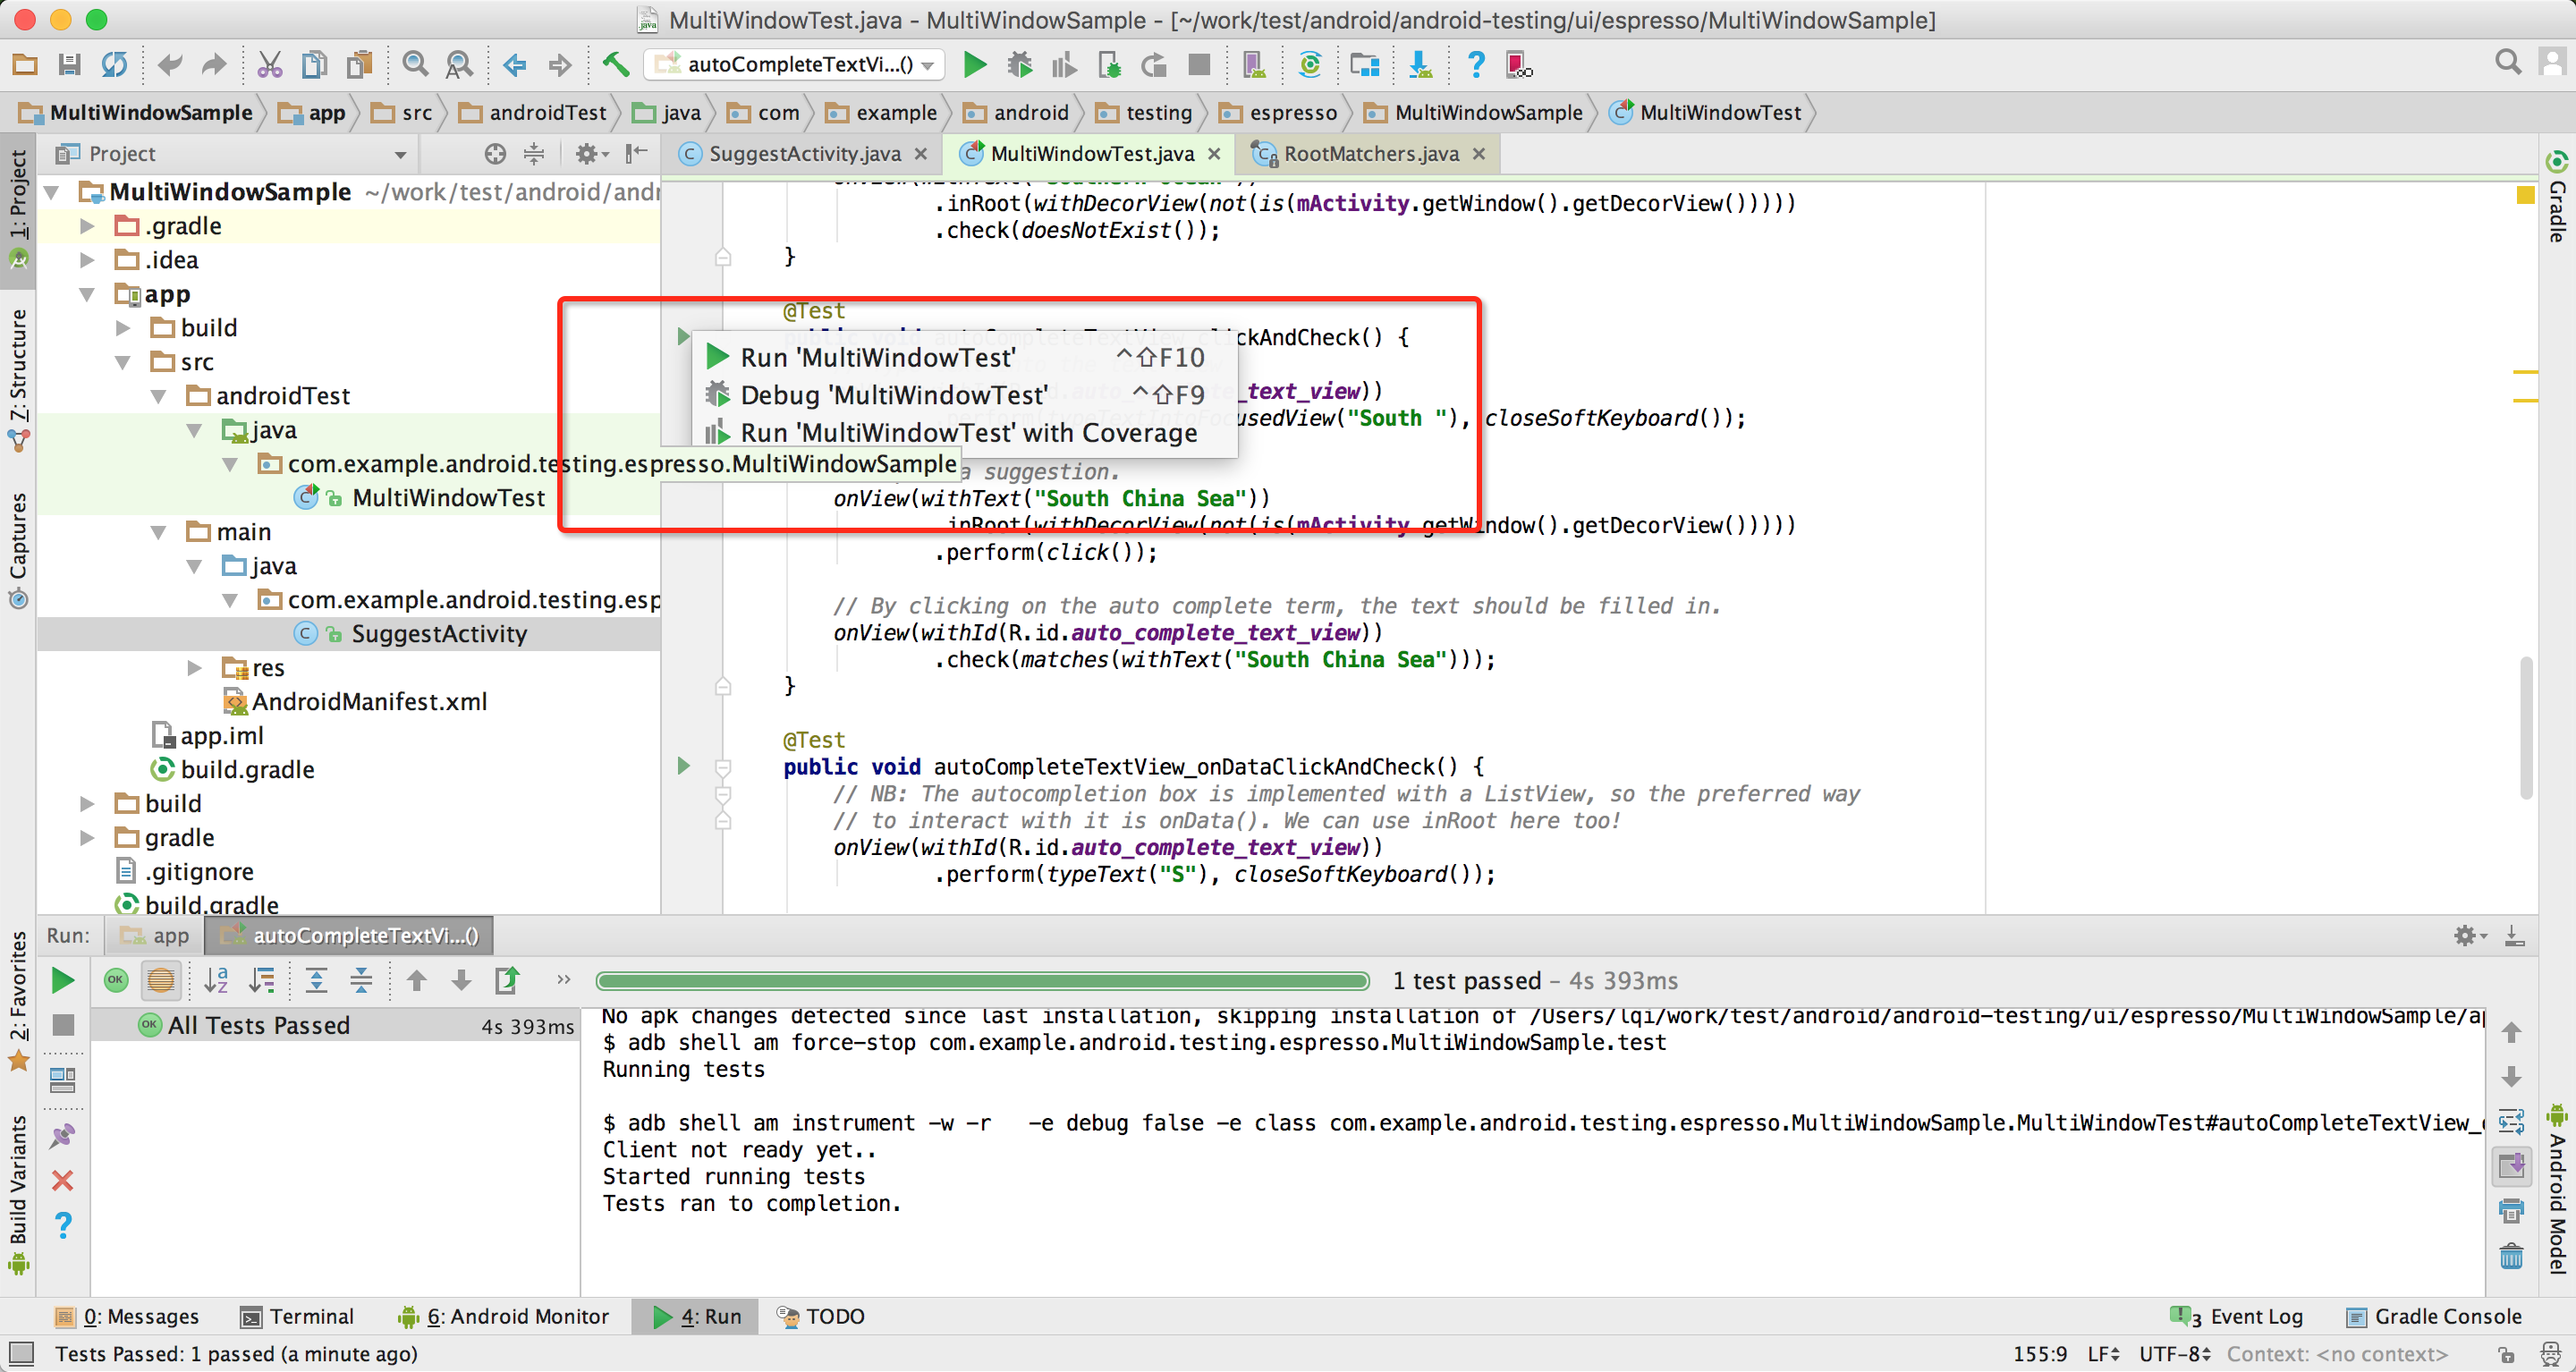 MultiWindowTest.java - MultiWindowSample - [~/work/test/android/android-testing/ui/espresso/MultiWindowSample]
autoCompleteTextVi...()
MultiWindowSample app src androidTest java com example android testing espresso MultiWindowSample MultiWindowTest
Project
SuggestActivity.java MultiWindowTest.java RootMatchers.java
1: Project
7: Structure
Captures
2: Favorites
Build Variants
Gradle
Android Model
MultiWindowSample ~/work/test/android/andr
.gradle
.idea
app
build
src
androidTest
java
com.example.android.testing.espresso.MultiWindowSample
MultiWindowTest
main
java
com.example.android.testing.esp
SuggestActivity
res
AndroidManifest.xml
app.iml
build.gradle
build
gradle
.gitignore
build.gradle
.inRoot(withDecorView(not(is(mActivity.getWindow().getDecorView()))))
.check(doesNotExist());
}
@Test
public void autoCompleteTextView_clickAndCheck() {
Run 'MultiWindowTest' ^⇧F10
Debug 'MultiWindowTest' ^⇧F9
Run 'MultiWindowTest' with Coverage
_text_view))
.perform(typeTextIntoFocusedView("South "), closeSoftKeyboard());
a suggestion.
onView(withText("South China Sea"))
.inRoot(withDecorView(not(is(mActivity.getWindow().getDecorView()))))
.perform(click());
// By clicking on the auto complete term, the text should be filled in.
onView(withId(R.id.auto_complete_text_view))
.check(matches(withText("South China Sea")));
}
@Test
public void autoCompleteTextView_onDataClickAndCheck() {
// NB: The autocompletion box is implemented with a ListView, so the preferred way
// to interact with it is onData(). We can use inRoot here too!
onView(withId(R.id.auto_complete_text_view))
.perform(typeText("S"), closeSoftKeyboard());
Run: app autoCompleteTextVi...()
OK 1 test passed – 4s 393ms
OK All Tests Passed 4s 393ms
No apk changes detected since last installation, skipping installation of /Users/lqi/work/test/android/android-testing/ui/espresso/MultiWindowSample/ap
$ adb shell am force-stop com.example.android.testing.espresso.MultiWindowSample.test
Running tests
$ adb shell am instrument -w -r -e debug false -e class com.example.android.testing.espresso.MultiWindowSample.MultiWindowTest#autoCompleteTextView_
Client not ready yet..
Started running tests
Tests ran to completion.
0: Messages Terminal 6: Android Monitor 4: Run TODO 3 Event Log Gradle Console
Tests Passed: 1 passed (a minute ago) 155:9 LF UTF-8 Context: <no context>